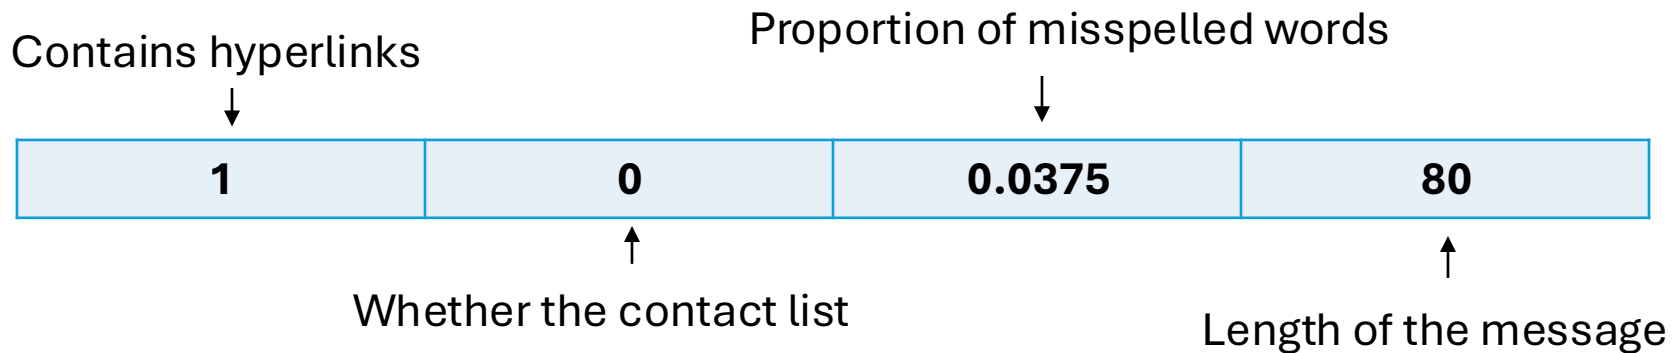 Contains hyperlinks
Proportion of misspelled words
1
0
0.0375
80
Whether the contact list
Length of the message